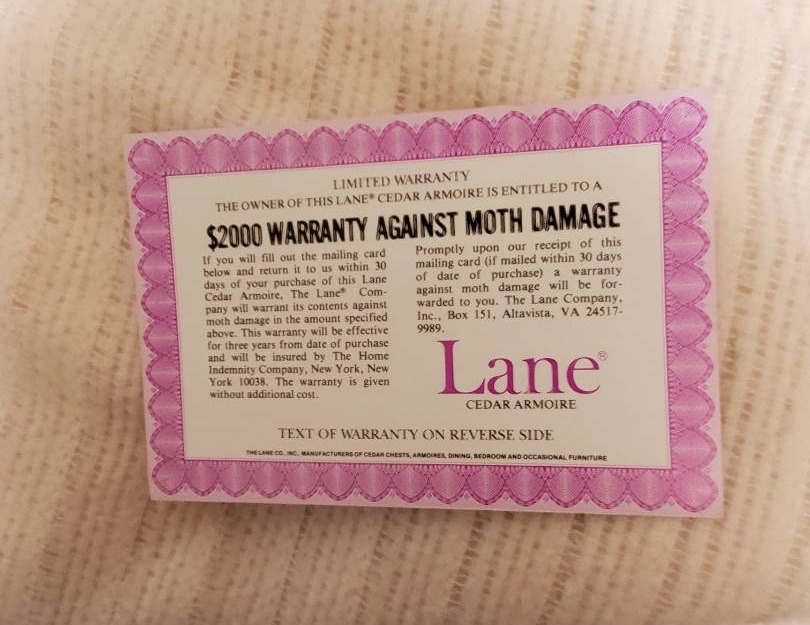 LIMITED WARRANTY
THE OWNER OF THIS LANE® CEDAR ARMOIRE IS ENTITLED TO A
$2000 WARRANTY AGAINST MOTH DAMAGE
If you will fill out the mailing card
below and return it to us within 30
days of your purchase of this Lane
Cedar Armoire, The Lane® Com-
pany will warrant its contents against
moth damage in the amount specified
above. This warranty will be effective
for three years from date of purchase
and will be insured by The Home
Indemnity Company, New York, New
York 10038. The warranty is given
without additional cost.
Promptly upon our receipt of this
mailing card (if mailed within 30 days
of date of purchase) a warranty
against moth damage will be for-
warded to you. The Lane Company,
Inc., Box 151, Altavista, VA 24517-
9989.
Lane®
CEDAR ARMOIRE
TEXT OF WARRANTY ON REVERSE SIDE
THE LANE CO., INC., MANUFACTURERS OF CEDAR CHESTS, ARMOIRES, DINING, BEDROOM AND OCCASIONAL FURNITURE